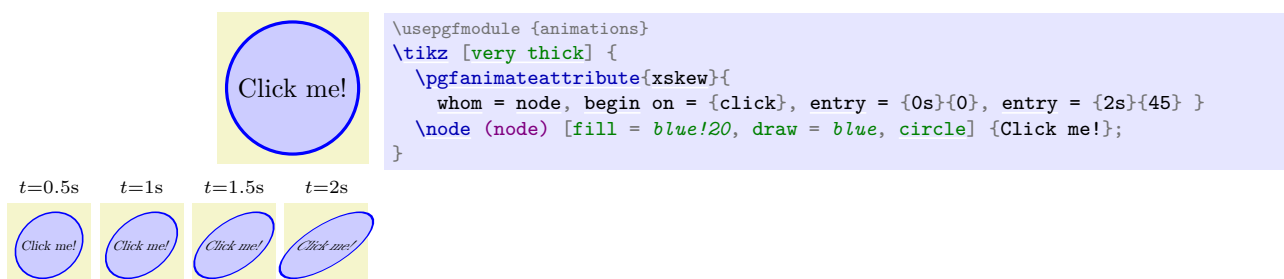 Click me!
\usepgfmodule {animations}
\tikz [very thick] {
  \pgfanimateattribute{xskew}{
    whom = node, begin on = {click}, entry = {0s}{0}, entry = {2s}{45} }
  \node (node) [fill = blue!20, draw = blue, circle] {Click me!};
}
t=0.5s t=1s t=1.5s t=2s
Click me! Click me! Click me! Click me!